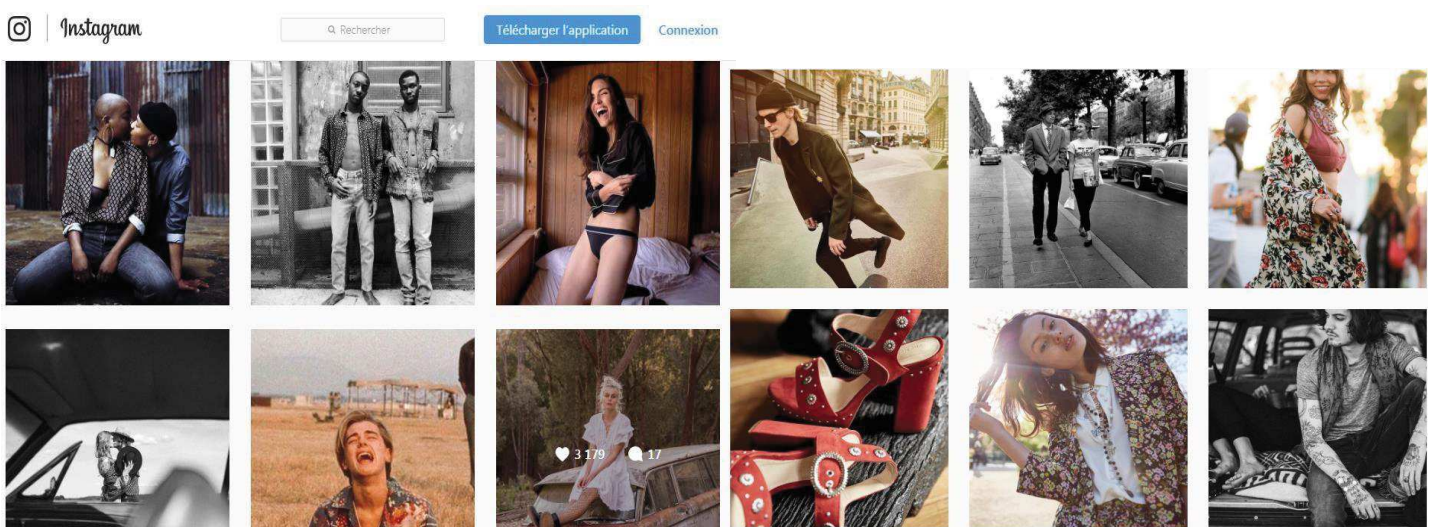 Instagram
Rechercher
Télécharger l'application
Connexion
3 179 17